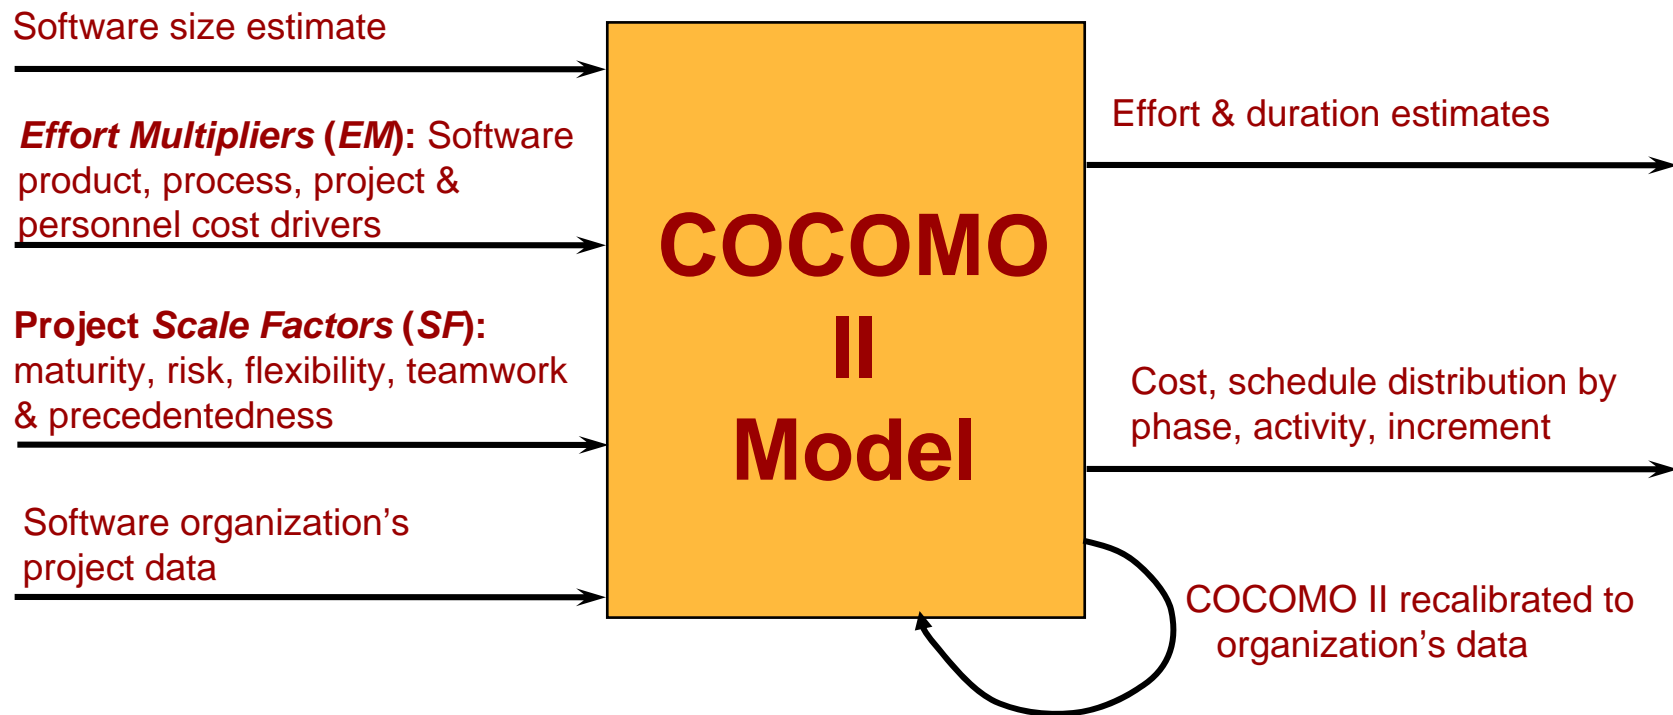 Software size estimate
Effort Multipliers (EM): Software
product, process, project &
personnel cost drivers
Project Scale Factors (SF):
maturity, risk, flexibility, teamwork
& precedentedness
Software organization’s
project data
COCOMO
II
Model
Effort & duration estimates
Cost, schedule distribution by
phase, activity, increment
COCOMO II recalibrated to
organization’s data